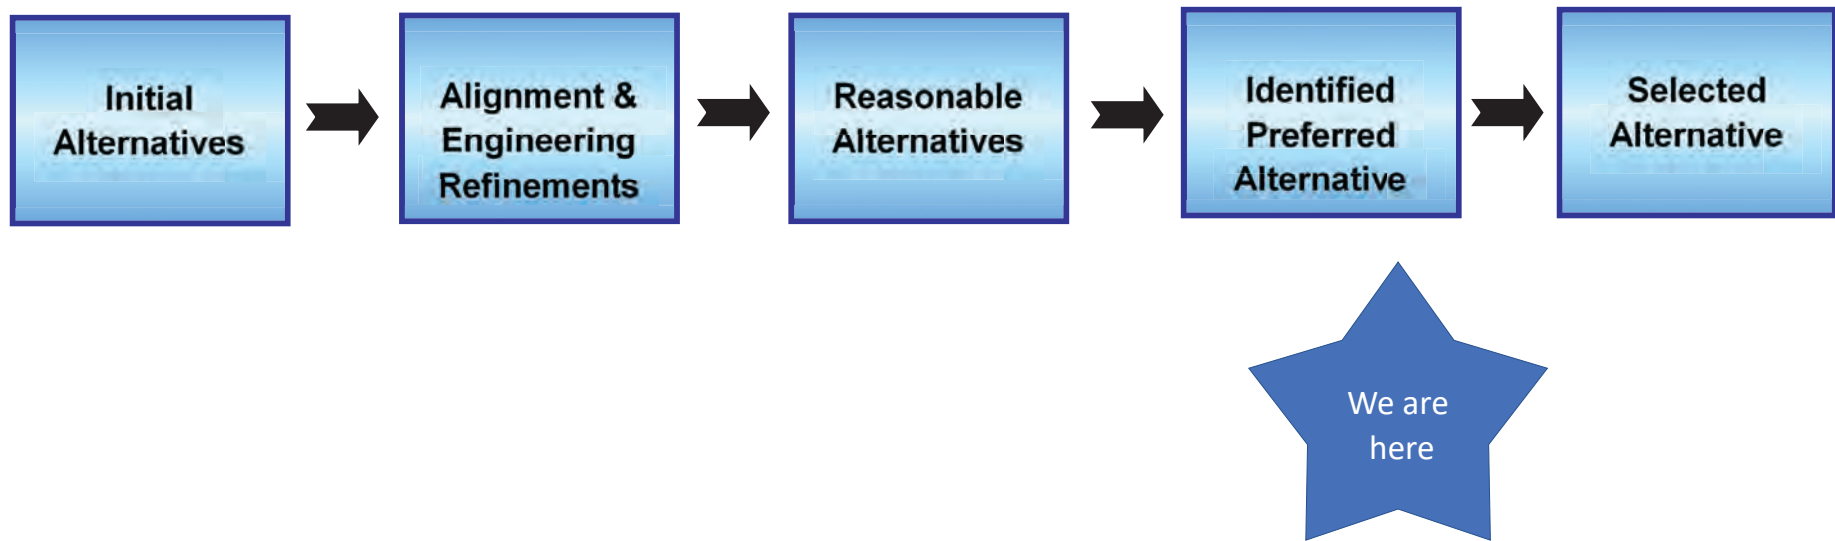 Initial
Alternatives
Alignment &
Engineering
Refinements
Reasonable
Alternatives
Identified
Preferred
Alternative
Selected
Alternative
We are
here